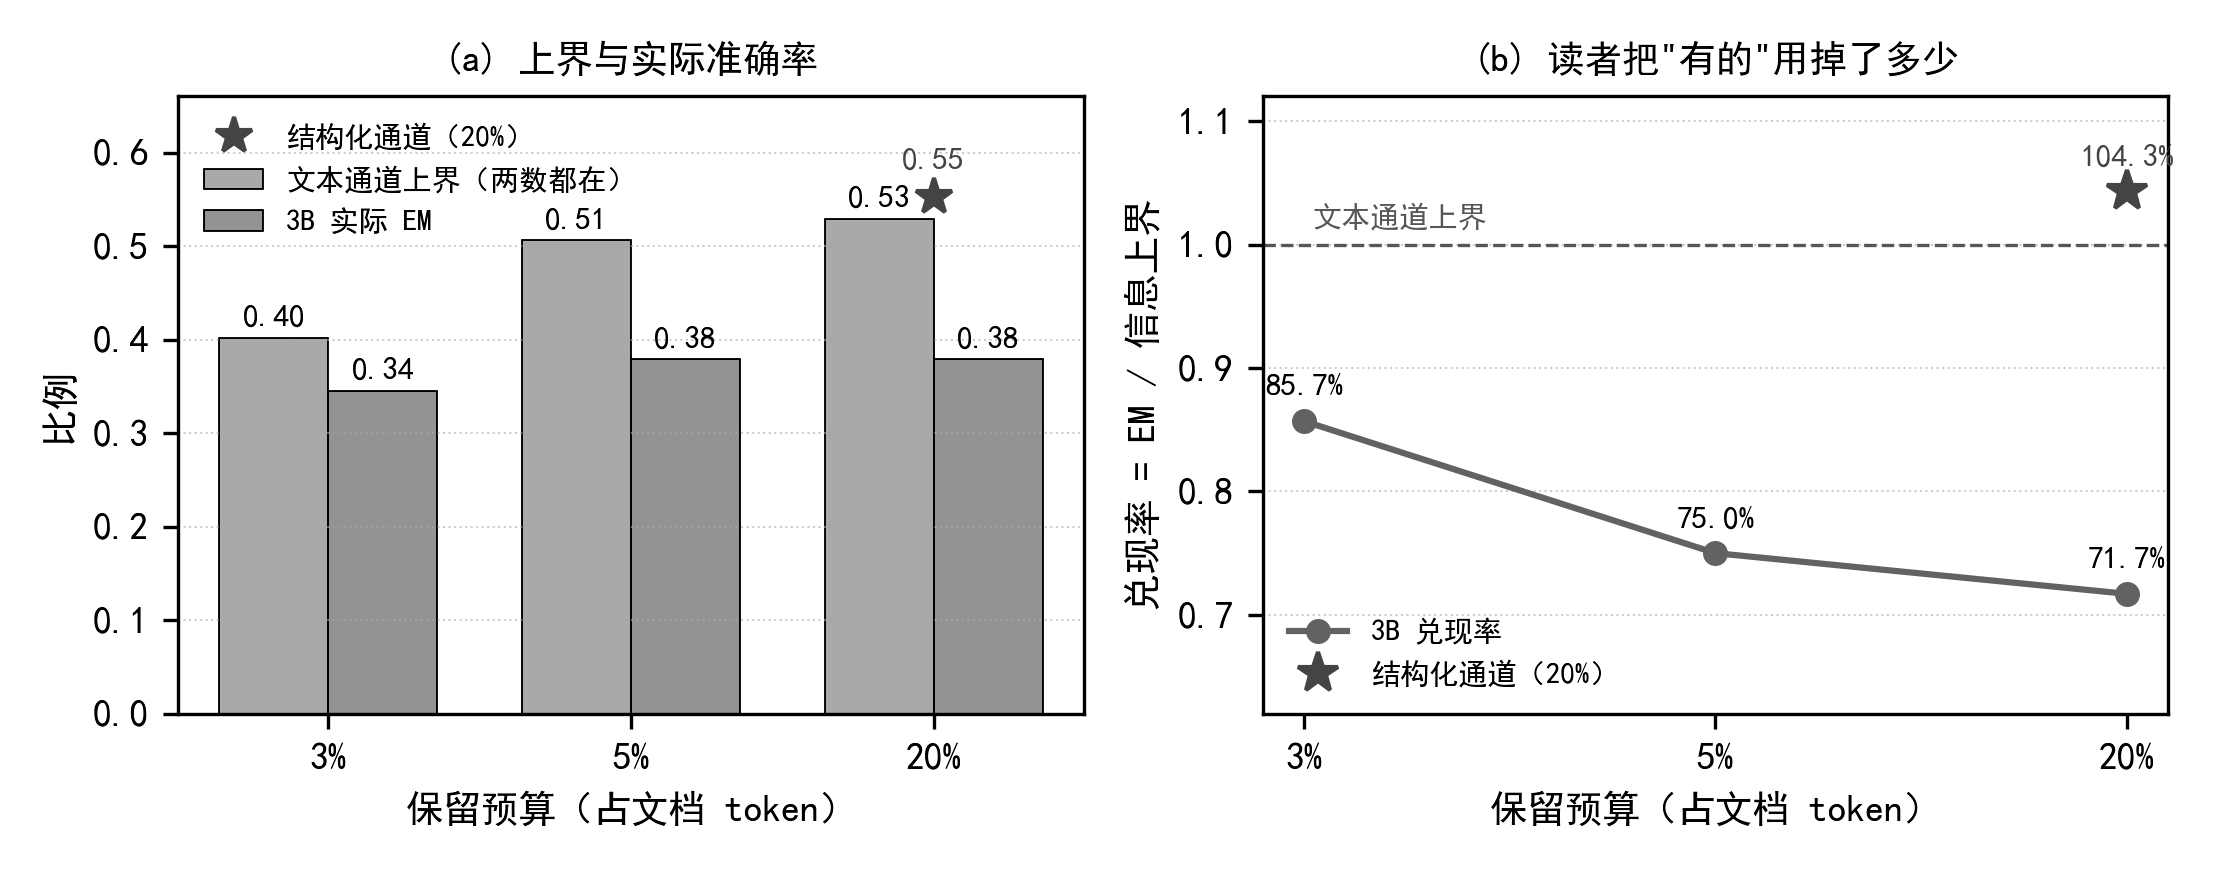 (a) 上界与实际准确率
结构化通道（20%）
文本通道上界（两数都在）
3B 实际 EM
0.6
0.5
0.4
0.3
0.2
0.1
0.0
比例
0.40
0.34
0.51
0.38
0.53
0.55
0.38
3%
5%
20%
保留预算（占文档 token）
(b) 读者把"有的"用掉了多少
1.1
1.0
0.9
0.8
0.7
兑现率 = EM / 信息上界
文本通道上界
104.3%
85.7%
75.0%
71.7%
3B 兑现率
结构化通道（20%）
3%
5%
20%
保留预算（占文档 token）